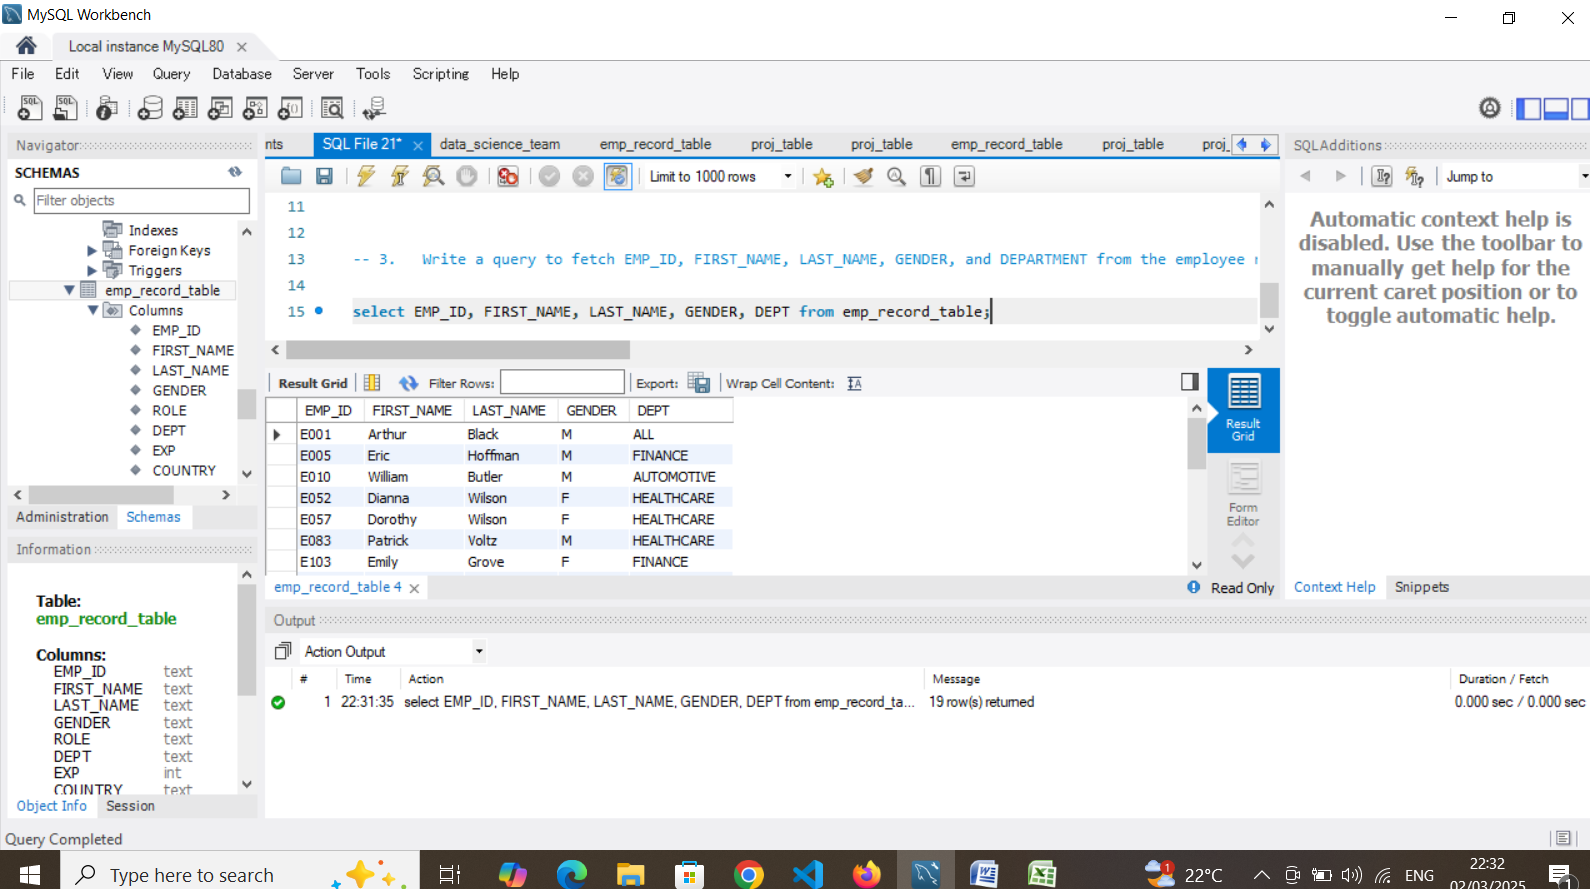 MySQL Workbench
Local instance MySQL80
File Edit View Query Database Server Tools Scripting Help
Navigator
SCHEMAS
Filter objects
Indexes
Foreign Keys
Triggers
emp_record_table
Columns
EMP_ID
FIRST_NAME
LAST_NAME
GENDER
ROLE
DEPT
EXP
COUNTRY
Administration Schemas
Information
Table:
emp_record_table
Columns:
EMP_ID text
FIRST_NAME text
LAST_NAME text
GENDER text
ROLE text
DEPT text
EXP int
COUNTRY text
Object Info Session
nts SQL File 21* data_science_team emp_record_table proj_table proj_table emp_record_table proj_table proj_
Limit to 1000 rows
11
12
13 -- 3. Write a query to fetch EMP_ID, FIRST_NAME, LAST_NAME, GENDER, and DEPARTMENT from the employee r
14
15 select EMP_ID, FIRST_NAME, LAST_NAME, GENDER, DEPT from emp_record_table;
Result Grid Filter Rows: Export: Wrap Cell Content:
EMP_ID FIRST_NAME LAST_NAME GENDER DEPT
E001 Arthur Black M ALL
E005 Eric Hoffman M FINANCE
E010 William Butler M AUTOMOTIVE
E052 Dianna Wilson F HEALTHCARE
E057 Dorothy Wilson F HEALTHCARE
E083 Patrick Voltz M HEALTHCARE
E103 Emily Grove F FINANCE
Result
Grid
Form
Editor
emp_record_table 4
Read Only
SQLAdditions
Jump to
Automatic context help is
disabled. Use the toolbar to
manually get help for the
current caret position or to
toggle automatic help.
Context Help Snippets
Output
Action Output
# Time Action Message Duration / Fetch
1 22:31:35 select EMP_ID, FIRST_NAME, LAST_NAME, GENDER, DEPT from emp_record_ta... 19 row(s) returned 0.000 sec / 0.000 sec
Query Completed
Type here to search
1
22°C
ENG
22:32
02/03/2025
1